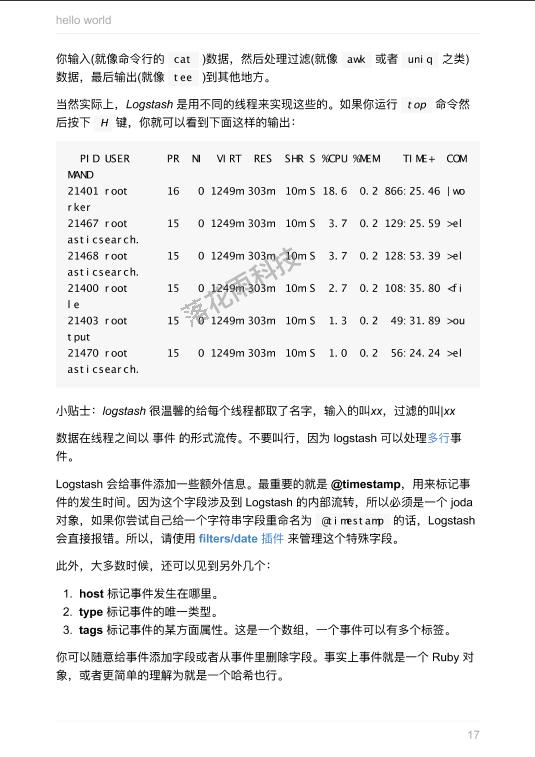 hello world
你输入(就像命令行的 cat )数据，然后处理过滤(就像 awk 或者 uniq 之类)
数据，最后输出(就像 tee )到其他地方。
当然实际上，Logstash 是用不同的线程来实现这些的。如果你运行 top 命令然
后按下 H 键，你就可以看到下面这样的输出：
PID USER PR NI VIRT RES SHR S %CPU %MEM TIME+ COM
MAND
21401 root 16 0 1249m 303m 10m S 18.6 0.2 866:25.46 |wo
rker
21467 root 15 0 1249m 303m 10m S 3.7 0.2 129:25.59 >el
asticsearch.
21468 root 15 0 1249m 303m 10m S 3.7 0.2 128:53.39 >el
asticsearch.
21400 root 15 0 1249m 303m 10m S 2.7 0.2 108:35.80 <fi
le
21403 root 15 0 1249m 303m 10m S 1.3 0.2 49:31.89 >ou
tput
21470 root 15 0 1249m 303m 10m S 1.0 0.2 56:24.24 >el
asticsearch.
落花雨科技
小贴士：logstash 很温馨的给每个线程都取了名字，输入的叫xx，过滤的叫|xx
数据在线程之间以 事件 的形式流传。不要叫行，因为 logstash 可以处理多行事
件。
Logstash 会给事件添加一些额外信息。最重要的就是 @timestamp，用来标记事
件的发生时间。因为这个字段涉及到 Logstash 的内部流转，所以必须是一个 joda
对象，如果你尝试自己给一个字符串字段重命名为 @timestamp 的话，Logstash
会直接报错。所以，请使用 filters/date 插件 来管理这个特殊字段。
此外，大多数时候，还可以见到另外几个：
1. host 标记事件发生在哪里。
2. type 标记事件的唯一类型。
3. tags 标记事件的某方面属性。这是一个数组，一个事件可以有多个标签。
你可以随意给事件添加字段或者从事件里删除字段。事实上事件就是一个 Ruby 对
象，或者更简单的理解为就是一个哈希也行。
17